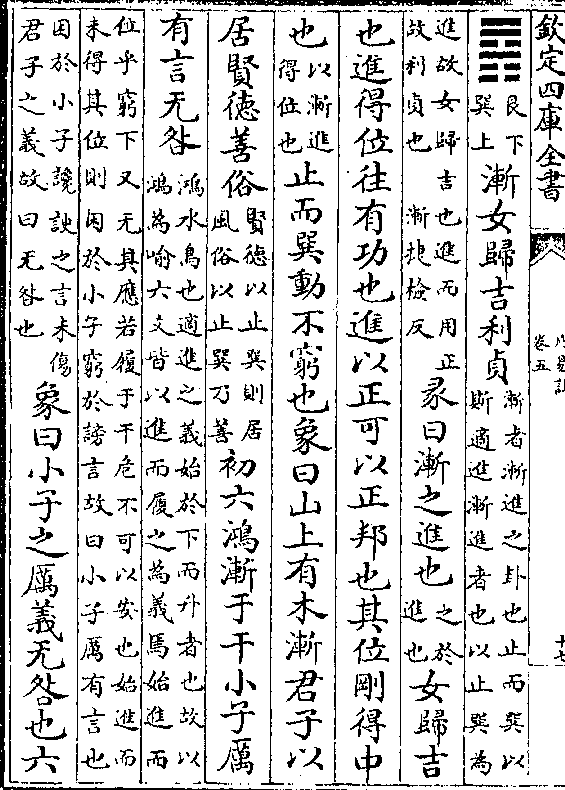 欽定四庫全書
卷五
䷴艮下巽上漸女歸吉利貞漸者漸進之卦也止而巽以斯適進漸進者也以止巽為
進故女歸吉也進而用正故利貞也漸捷檢反彖曰漸之進也之於進也女歸吉
也進得位往有功也進以正可以正邦也其位剛得中
也以漸進得位也止而巽動不窮也象曰山上有木漸君子以
居賢德善俗賢德以止巽則居風俗以止巽乃善初六鴻漸于干小子厲
有言无咎鴻水鳥也適進之義始於下而升者也故以鴻為喻六爻皆以進而履之為義焉始進而
位乎窮下又无其應若履于干危不可以安也始進而未得其位則困於小子窮於謗言故曰小子厲有言也
困於小子讒諛之言未傷君子之義故曰无咎也象曰小子之厲義无咎也六